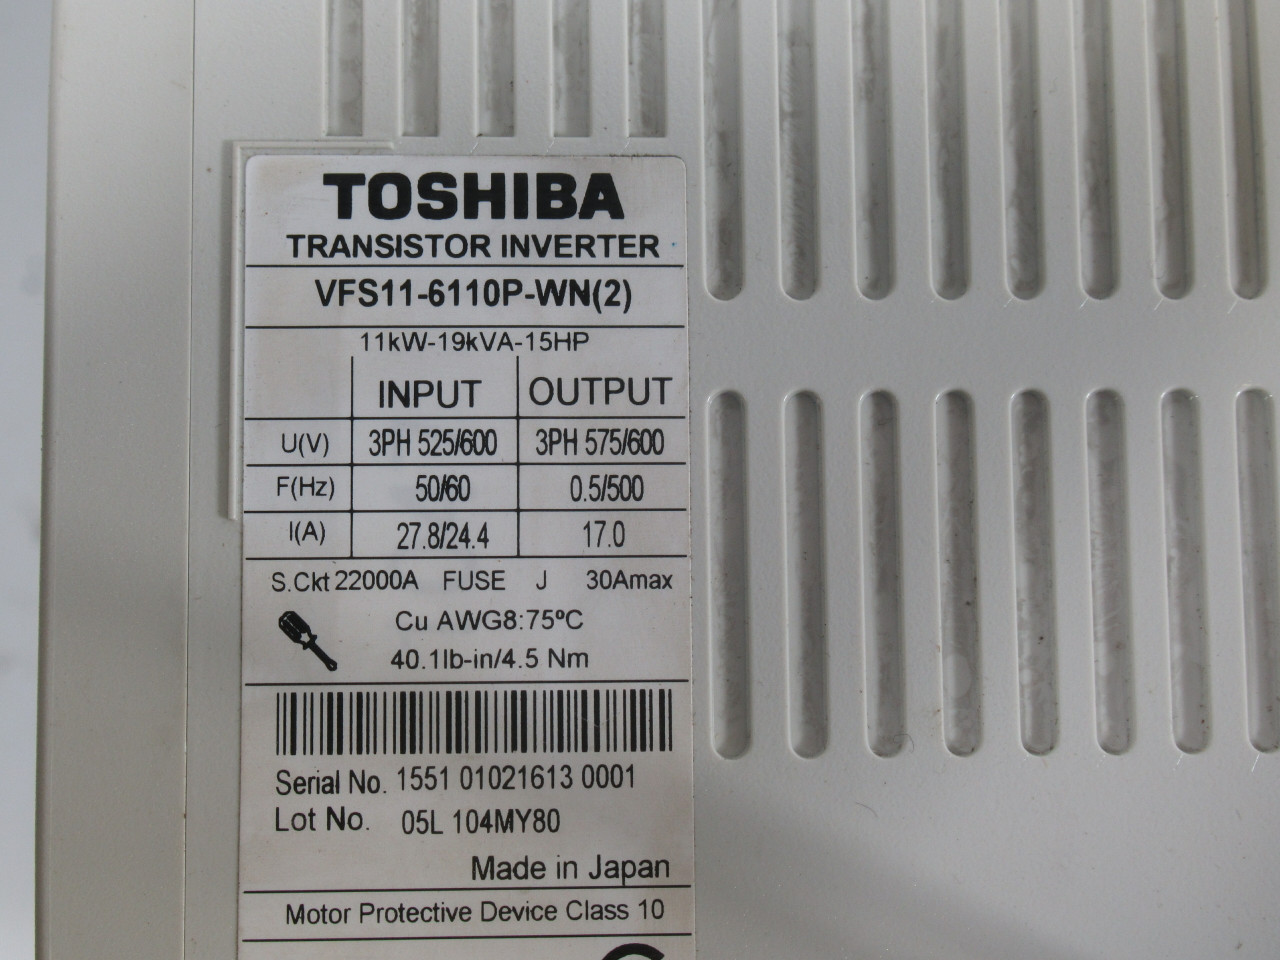 TOSHIBA
TRANSISTOR INVERTER
VFS11-6110P-WN(2)
11kW-19kVA-15HP
INPUT OUTPUT
U(V) 3PH 525/600 3PH 575/600
F(Hz) 50/60 0.5/500
I(A) 27.8/24.4 17.0
S.Ckt 22000A FUSE J 30Amax
Cu AWG8:75ºC
40.1lb-in/4.5 Nm
Serial No. 1551 01021613 0001
Lot No. 05L 104MY80
Made in Japan
Motor Protective Device Class 10